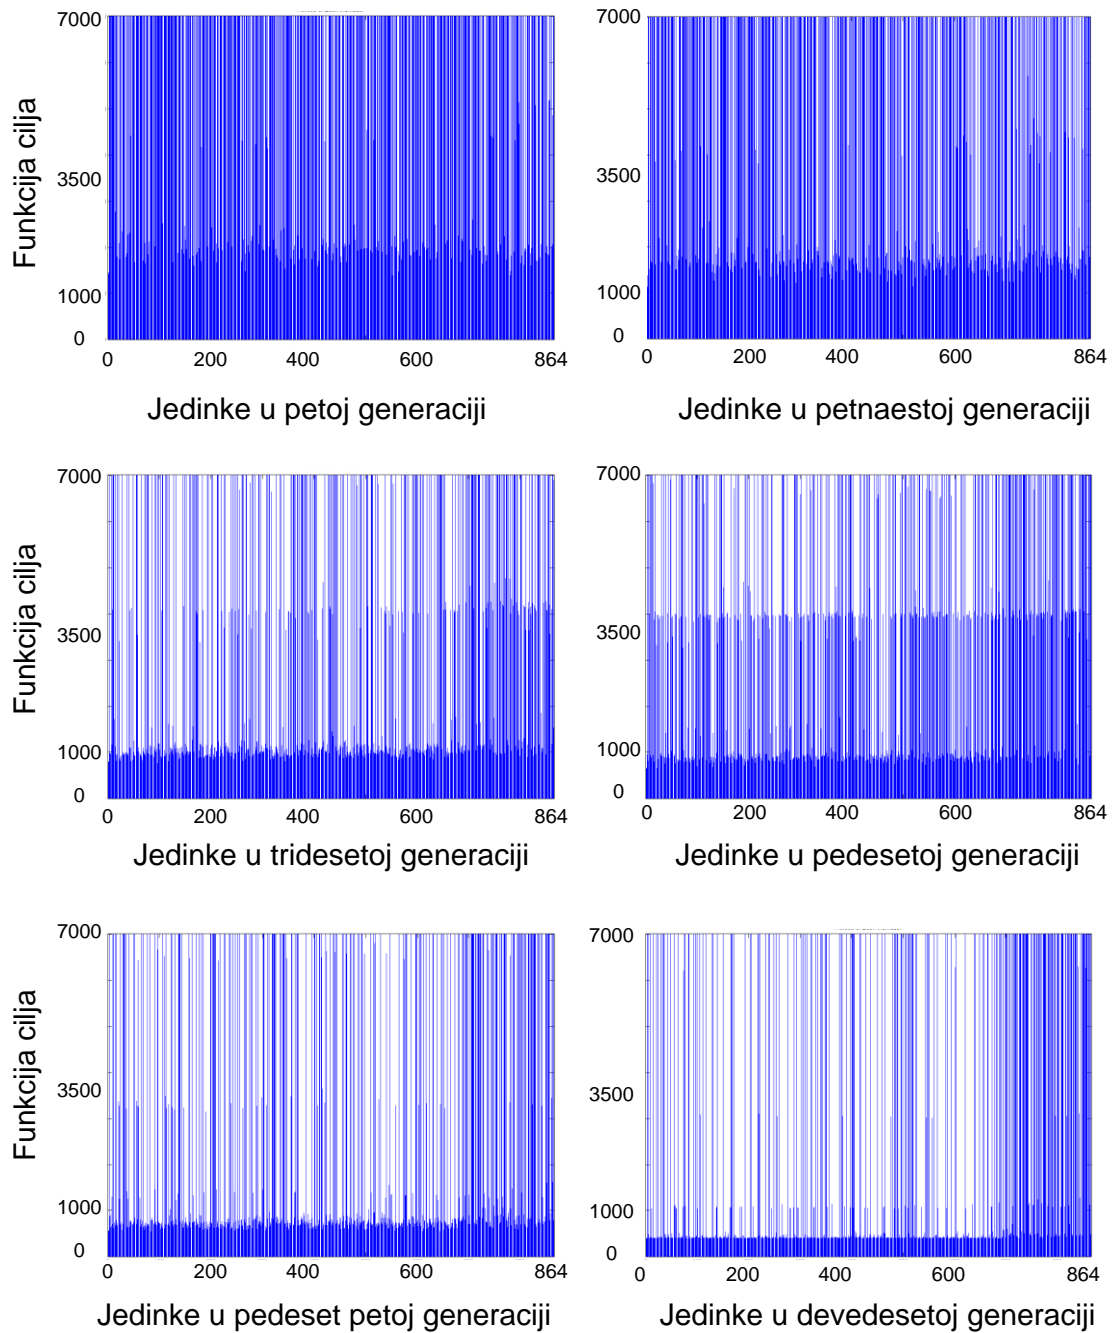 7000
3500
1000
0
Funkcija cilja
0 200 400 600 864
Jedinke u petoj generaciji
7000
3500
1000
0
0 200 400 600 864
Jedinke u petnaestoj generaciji
7000
3500
1000
0
Funkcija cilja
0 200 400 600 864
Jedinke u tridesetoj generaciji
7000
3500
1000
0
0 200 400 600 864
Jedinke u pedesetoj generaciji
7000
3500
1000
0
Funkcija cilja
0 200 400 600 864
Jedinke u pedeset petoj generaciji
7000
3500
1000
0
0 200 400 600 864
Jedinke u devedesetoj generaciji